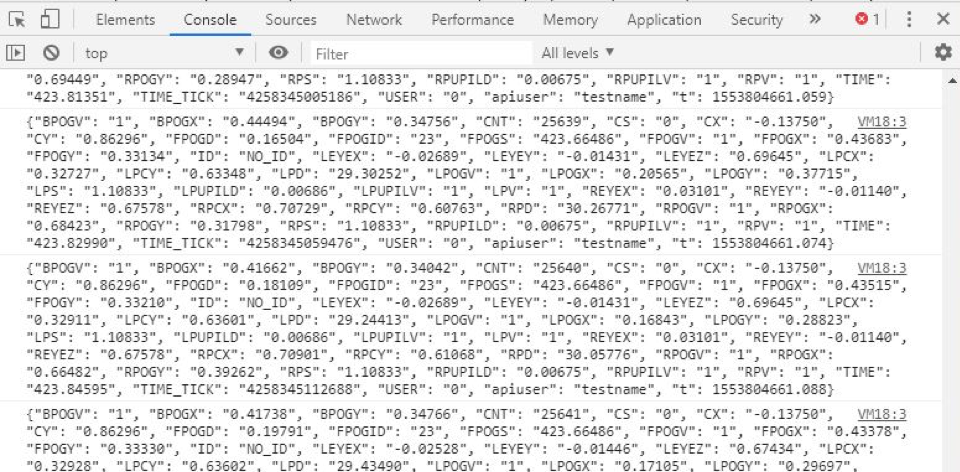 Elements Console Sources Network Performance Memory Application Security » 1
top Filter All levels
"0.69449", "RPOGY": "0.28947", "RPS": "1.10833", "RPUPILD": "0.00675", "RPUPILV": "1", "RPV": "1", "TIME":
"423.81351", "TIME_TICK": "4258345005186", "USER": "0", "apiuser": "testname", "t": 1553804661.059}
{"BPOGV": "1", "BPOGX": "0.44494", "BPOGY": "0.34756", "CNT": "25639", "CS": "0", "CX": "-0.13750", VM18:3
"CY": "0.86296", "FPOGD": "0.16504", "FPOGID": "23", "FPOGS": "423.66486", "FPOGV": "1", "FPOGX": "0.43683",
"FPOGY": "0.33134", "ID": "NO_ID", "LEYEX": "-0.02689", "LEYEY": "-0.01431", "LEYEZ": "0.69645", "LPCX":
"0.32727", "LPCY": "0.63348", "LPD": "29.30252", "LPOGV": "1", "LPOGX": "0.20565", "LPOGY": "0.37715",
"LPS": "1.10833", "LPUPILD": "0.00686", "LPUPILV": "1", "LPV": "1", "REYEX": "0.03101", "REYEY": "-0.01140",
"REYEZ": "0.67578", "RPCX": "0.70729", "RPCY": "0.60763", "RPD": "30.26771", "RPOGV": "1", "RPOGX":
"0.68423", "RPOGY": "0.31798", "RPS": "1.10833", "RPUPILD": "0.00675", "RPUPILV": "1", "RPV": "1", "TIME":
"423.82990", "TIME_TICK": "4258345059476", "USER": "0", "apiuser": "testname", "t": 1553804661.074}
{"BPOGV": "1", "BPOGX": "0.41662", "BPOGY": "0.34042", "CNT": "25640", "CS": "0", "CX": "-0.13750", VM18:3
"CY": "0.86296", "FPOGD": "0.18109", "FPOGID": "23", "FPOGS": "423.66486", "FPOGV": "1", "FPOGX": "0.43515",
"FPOGY": "0.33210", "ID": "NO_ID", "LEYEX": "-0.02689", "LEYEY": "-0.01431", "LEYEZ": "0.69645", "LPCX":
"0.32911", "LPCY": "0.63601", "LPD": "29.24413", "LPOGV": "1", "LPOGX": "0.16843", "LPOGY": "0.28823",
"LPS": "1.10833", "LPUPILD": "0.00686", "LPUPILV": "1", "LPV": "1", "REYEX": "0.03101", "REYEY": "-0.01140",
"REYEZ": "0.67578", "RPCX": "0.70901", "RPCY": "0.61068", "RPD": "30.05776", "RPOGV": "1", "RPOGX":
"0.66482", "RPOGY": "0.39262", "RPS": "1.10833", "RPUPILD": "0.00675", "RPUPILV": "1", "RPV": "1", "TIME":
"423.84595", "TIME_TICK": "4258345112688", "USER": "0", "apiuser": "testname", "t": 1553804661.088}
{"BPOGV": "1", "BPOGX": "0.41738", "BPOGY": "0.34766", "CNT": "25641", "CS": "0", "CX": "-0.13750", VM18:3
"CY": "0.86296", "FPOGD": "0.19791", "FPOGID": "23", "FPOGS": "423.66486", "FPOGV": "1", "FPOGX": "0.43378",
"FPOGY": "0.33330", "ID": "NO_ID", "LEYEX": "-0.02528", "LEYEY": "-0.01446", "LEYEZ": "0.67434", "LPCX":
"0.32928", "LPCY": "0.63602", "LPD": "29.43490", "LPOGV": "1", "LPOGX": "0.17105", "LPOGY": "0.29697",